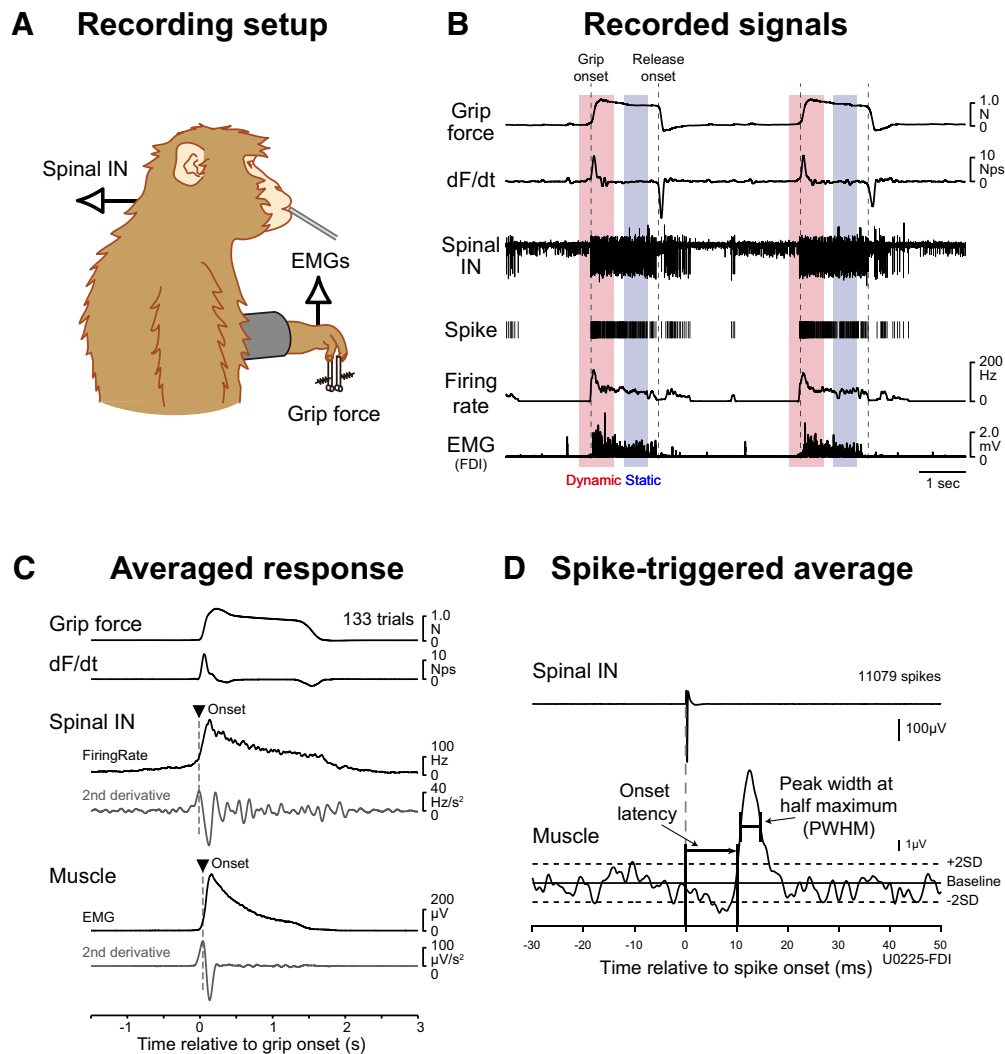 A Recording setup
Spinal IN
EMGs
Grip force
B Recorded signals
Grip onset
Release onset
Grip force
1.0
N
0
dF/dt
10
Nps
0
Spinal IN
Spike
Firing rate
200
Hz
0
EMG
(FDI)
2.0
mV
0
Dynamic Static
1 sec
C Averaged response
Grip force
133 trials
1.0
N
0
dF/dt
10
Nps
0
Spinal IN
Onset
FiringRate
100
Hz
0
2nd derivative
40
Hz/s²
0
Muscle
Onset
EMG
200
µV
0
2nd derivative
100
µV/s²
0
-1 0 1 2 3
Time relative to grip onset (s)
D Spike-triggered average
Spinal IN
11079 spikes
100µV
Onset latency
Peak width at half maximum (PWHM)
Muscle
1µV
+2SD
Baseline
-2SD
-30 -20 -10 0 10 20 30 40 50
Time relative to spike onset (ms)
U0225-FDI